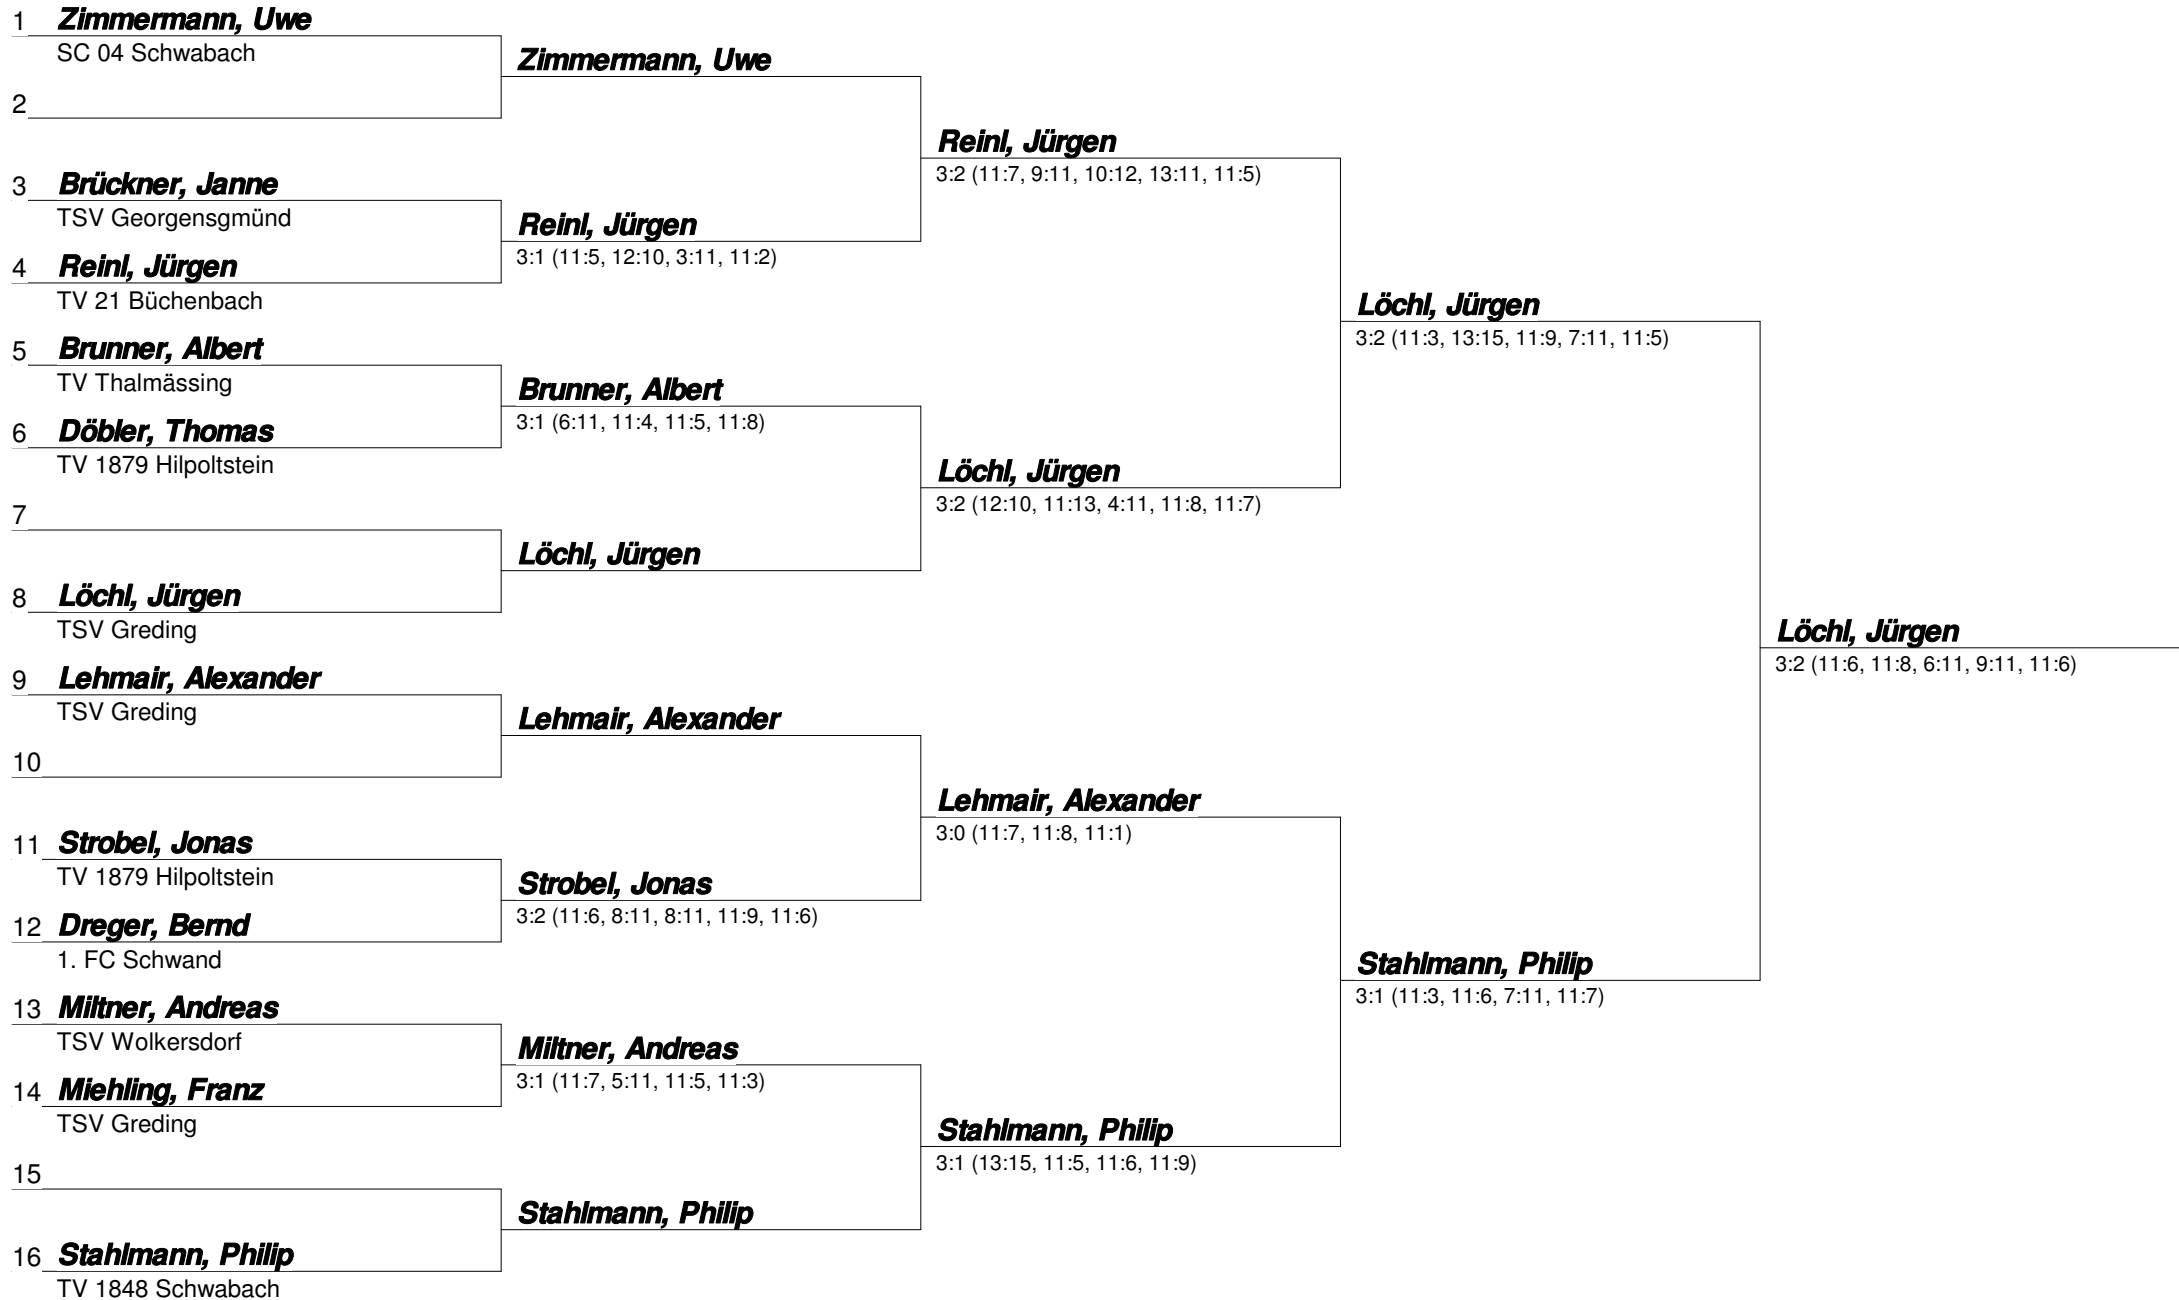 1 Zimmermann, Uwe
SC 04 Schwabach
Zimmermann, Uwe
2
Reinl, Jürgen
3:2 (11:7, 9:11, 10:12, 13:11, 11:5)
3 Brückner, Janne
TSV Georgensgmünd
Reinl, Jürgen
3:1 (11:5, 12:10, 3:11, 11:2)
4 Reinl, Jürgen
TV 21 Büchenbach
Löchl, Jürgen
3:2 (11:3, 13:15, 11:9, 7:11, 11:5)
5 Brunner, Albert
TV Thalmässing
Brunner, Albert
3:1 (6:11, 11:4, 11:5, 11:8)
6 Döbler, Thomas
TV 1879 Hilpoltstein
Löchl, Jürgen
3:2 (12:10, 11:13, 4:11, 11:8, 11:7)
7
Löchl, Jürgen
8 Löchl, Jürgen
TSV Greding
Löchl, Jürgen
3:2 (11:6, 11:8, 6:11, 9:11, 11:6)
9 Lehmair, Alexander
TSV Greding
Lehmair, Alexander
10
Lehmair, Alexander
3:0 (11:7, 11:8, 11:1)
11 Strobel, Jonas
TV 1879 Hilpoltstein
Strobel, Jonas
3:2 (11:6, 8:11, 8:11, 11:9, 11:6)
12 Dreger, Bernd
1. FC Schwand
Stahlmann, Philip
3:1 (11:3, 11:6, 7:11, 11:7)
13 Miltner, Andreas
TSV Wolkersdorf
Miltner, Andreas
3:1 (11:7, 5:11, 11:5, 11:3)
14 Miehling, Franz
TSV Greding
Stahlmann, Philip
3:1 (13:15, 11:5, 11:6, 11:9)
15
Stahlmann, Philip
16 Stahlmann, Philip
TV 1848 Schwabach